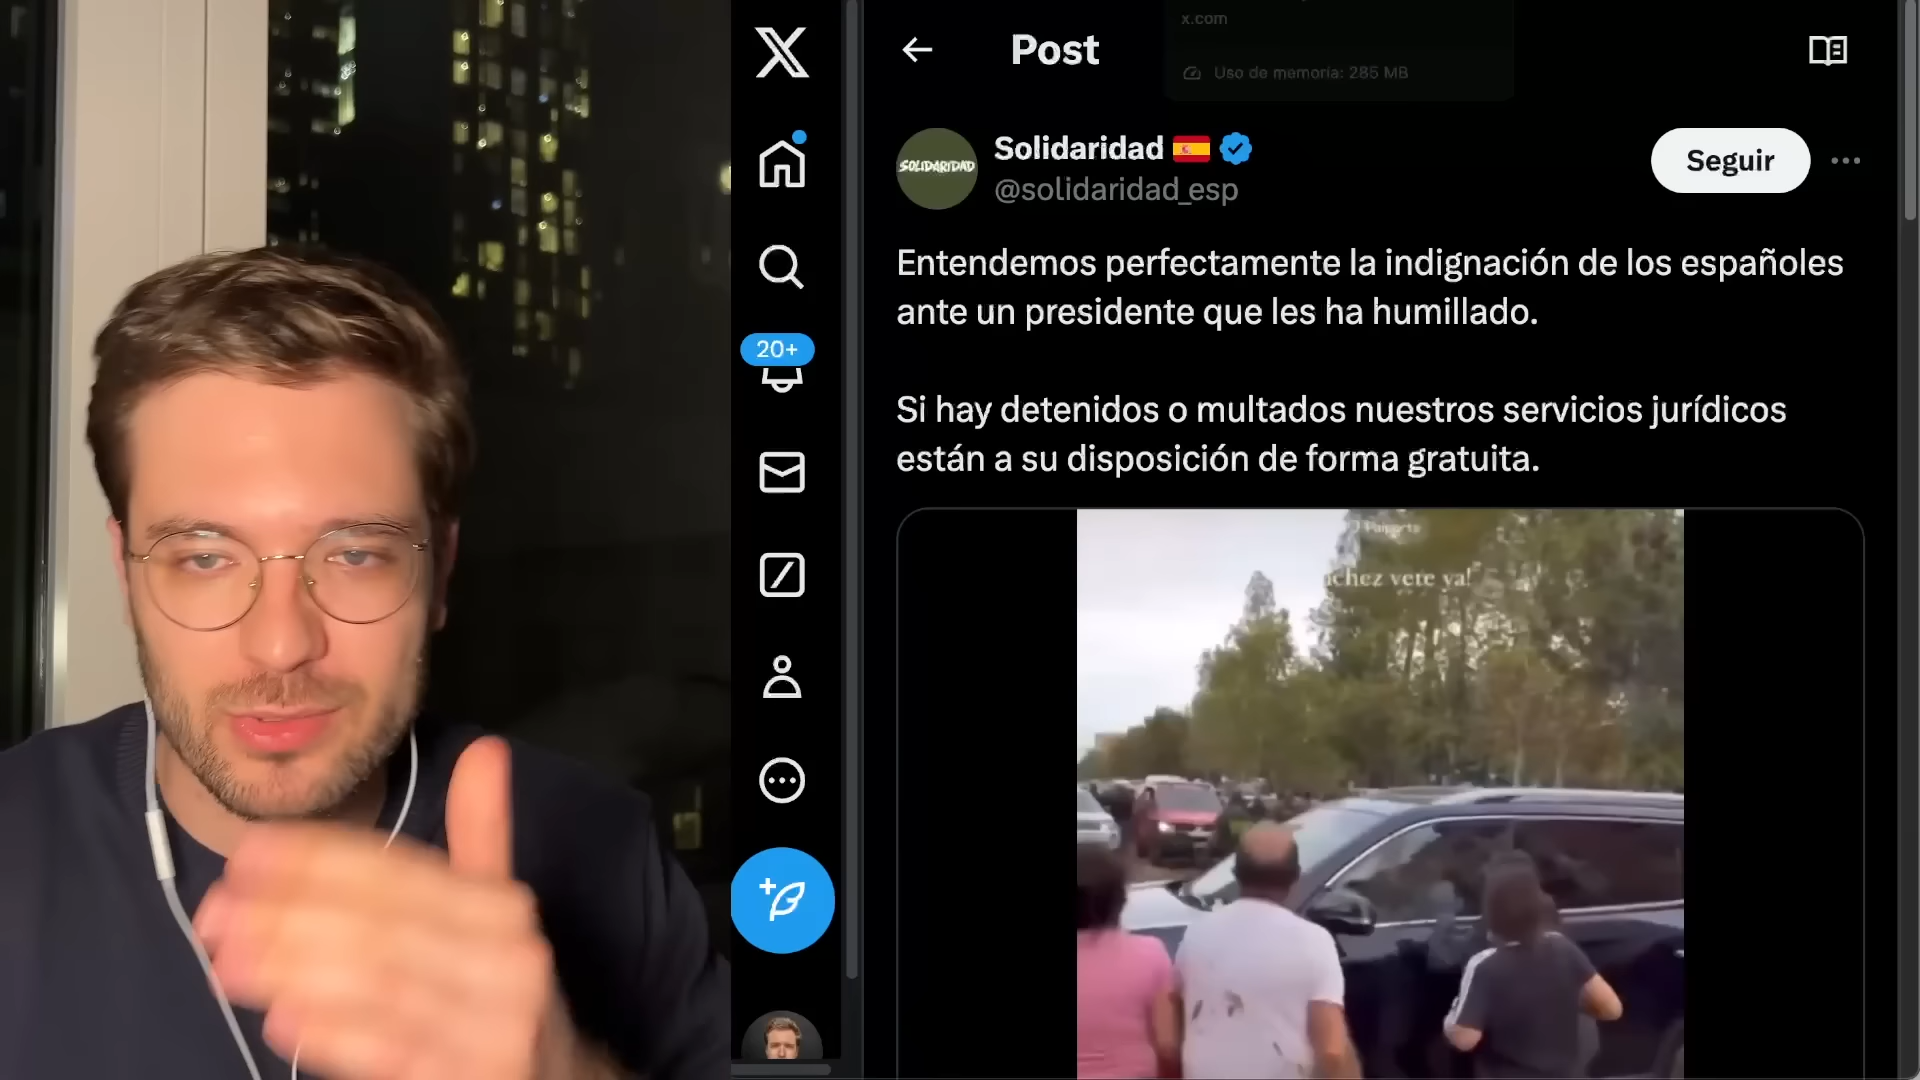 x.com
Uso de memoria: 285 MB
Post
Solidaridad
@solidaridad_esp
SOLIDARIDAD
Seguir
20+
Entendemos perfectamente la indignación de los españoles
ante un presidente que les ha humillado.
Si hay detenidos o multados nuestros servicios jurídicos
están a su disposición de forma gratuita.
vete ya!